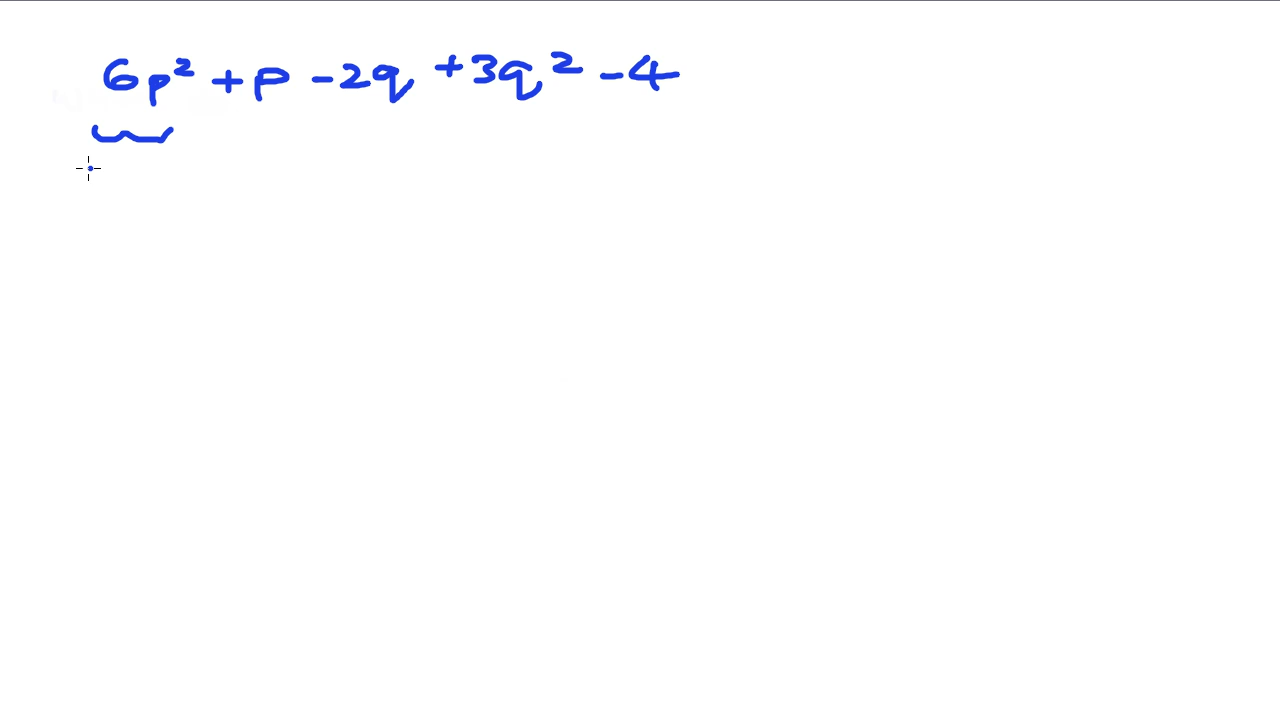 6p² + p - 2q + 3q² - 4